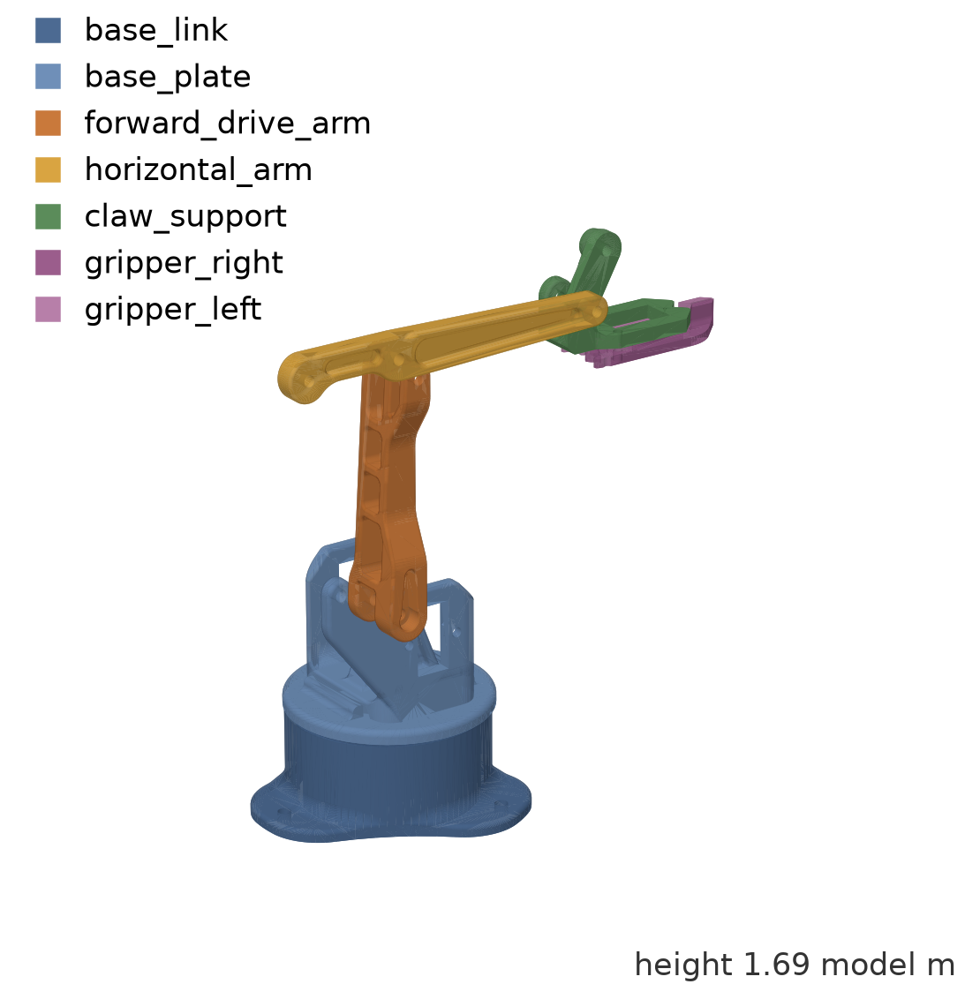 base_link
base_plate
forward_drive_arm
horizontal_arm
claw_support
gripper_right
gripper_left
height 1.69 model m